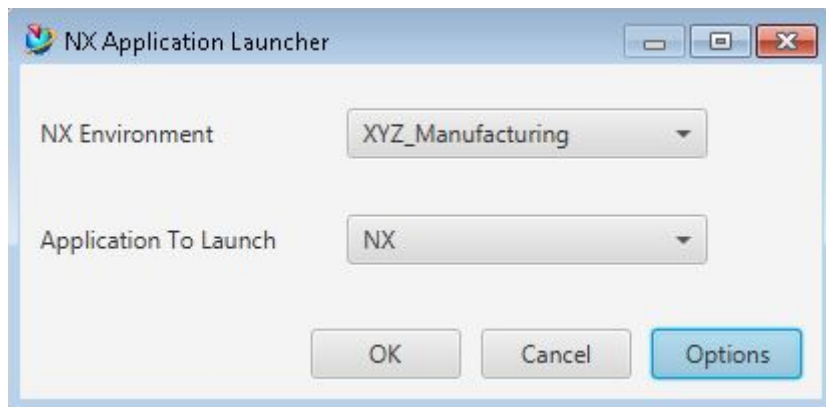 NX Application Launcher
NX Environment XYZ_Manufacturing
Application To Launch NX
OK Cancel Options